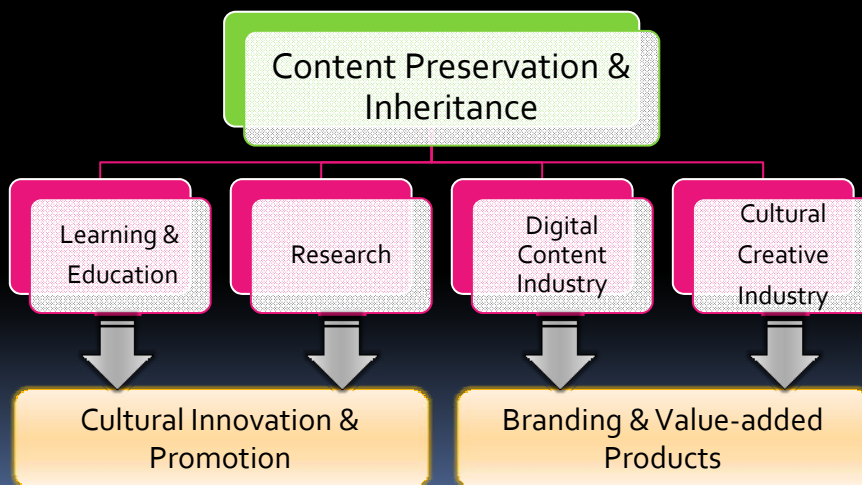 Content Preservation &
Inheritance
Learning &
Education
Research
Digital
Content
Industry
Cultural
Creative
Industry
Cultural Innovation &
Promotion
Branding & Value-added
Products